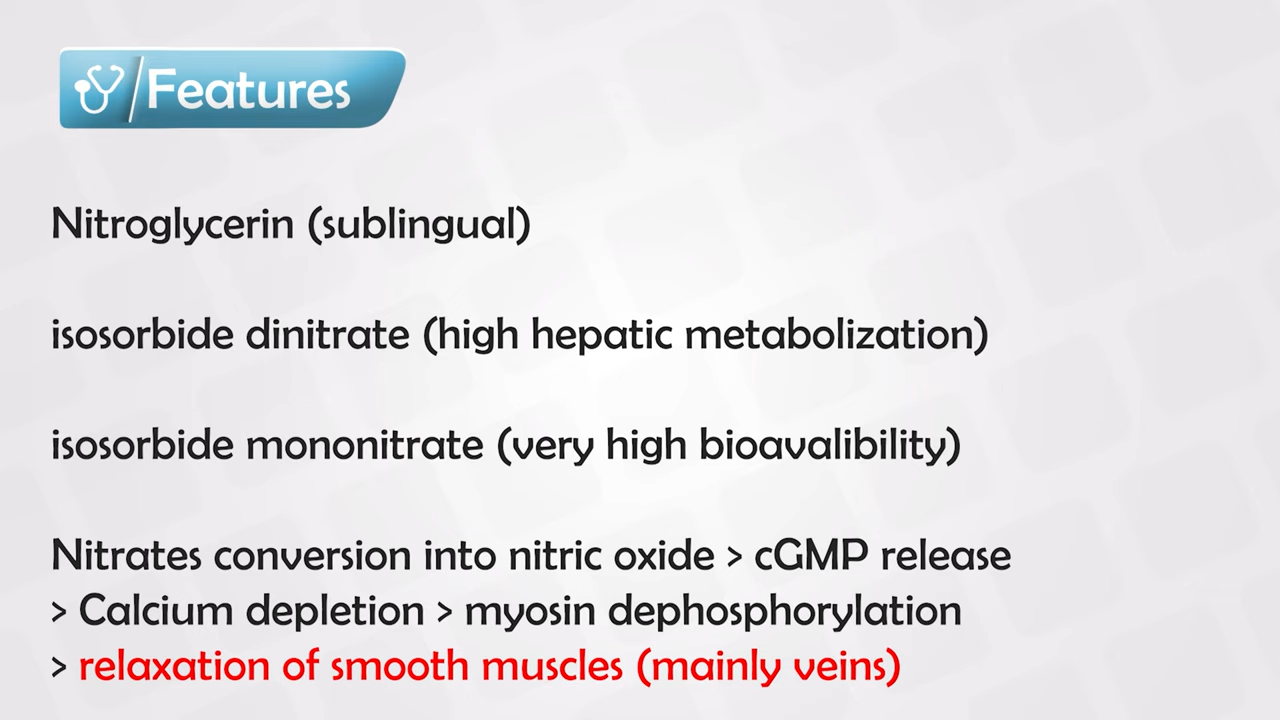 Features
Nitroglycerin (sublingual)
isosorbide dinitrate (high hepatic metabolization)
isosorbide mononitrate (very high bioavalibility)
Nitrates conversion into nitric oxide > cGMP release
> Calcium depletion > myosin dephosphorylation
> relaxation of smooth muscles (mainly veins)